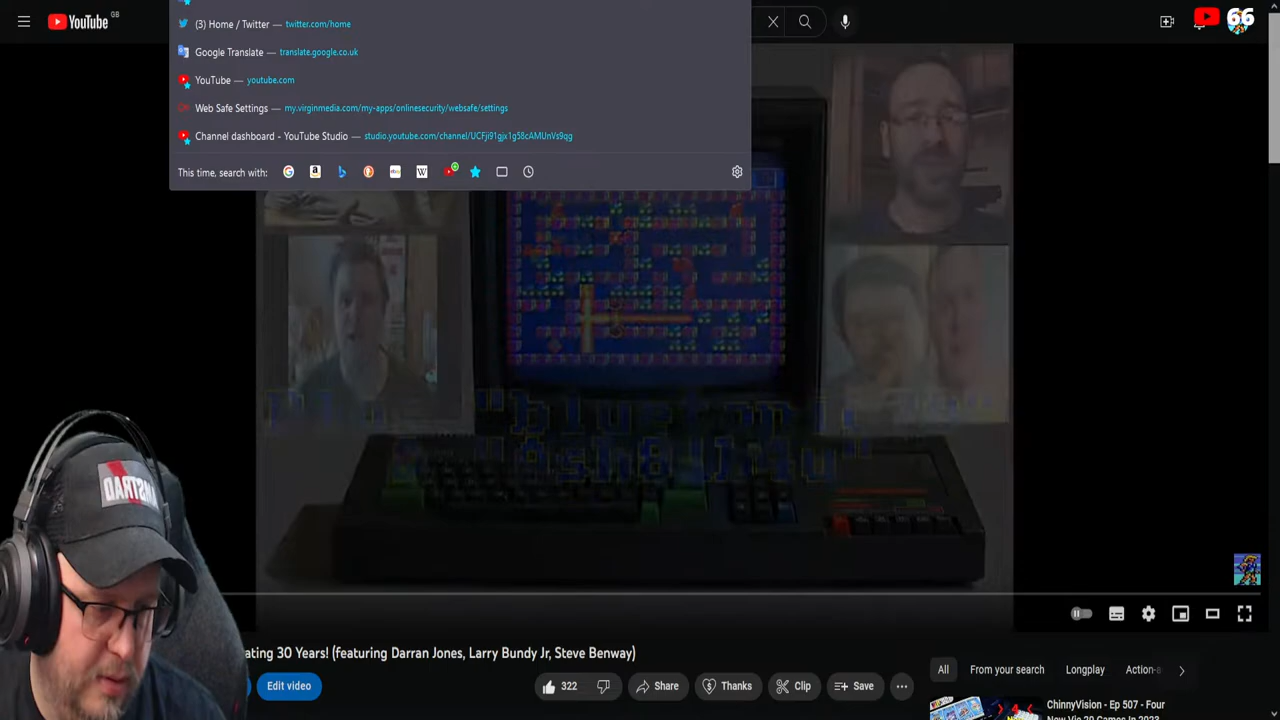 YouTube GB
66
(3) Home / Twitter — twitter.com/home
Google Translate — translate.google.co.uk
YouTube — youtube.com
Web Safe Settings — my.virginmedia.com/my-apps/onlinesecurity/websafe/settings
Channel dashboard - YouTube Studio — studio.youtube.com/channel/UCFji91gjx1g58cAMUnVs9qg
This time, search with:
AMSTRAD
ating 30 Years! (featuring Darran Jones, Larry Bundy Jr, Steve Benway)
Edit video
322
Share
Thanks
Clip
Save
All
From your search
Longplay
ChinnyVision - Ep 507 - Four
New Vic 20 Games In 2023